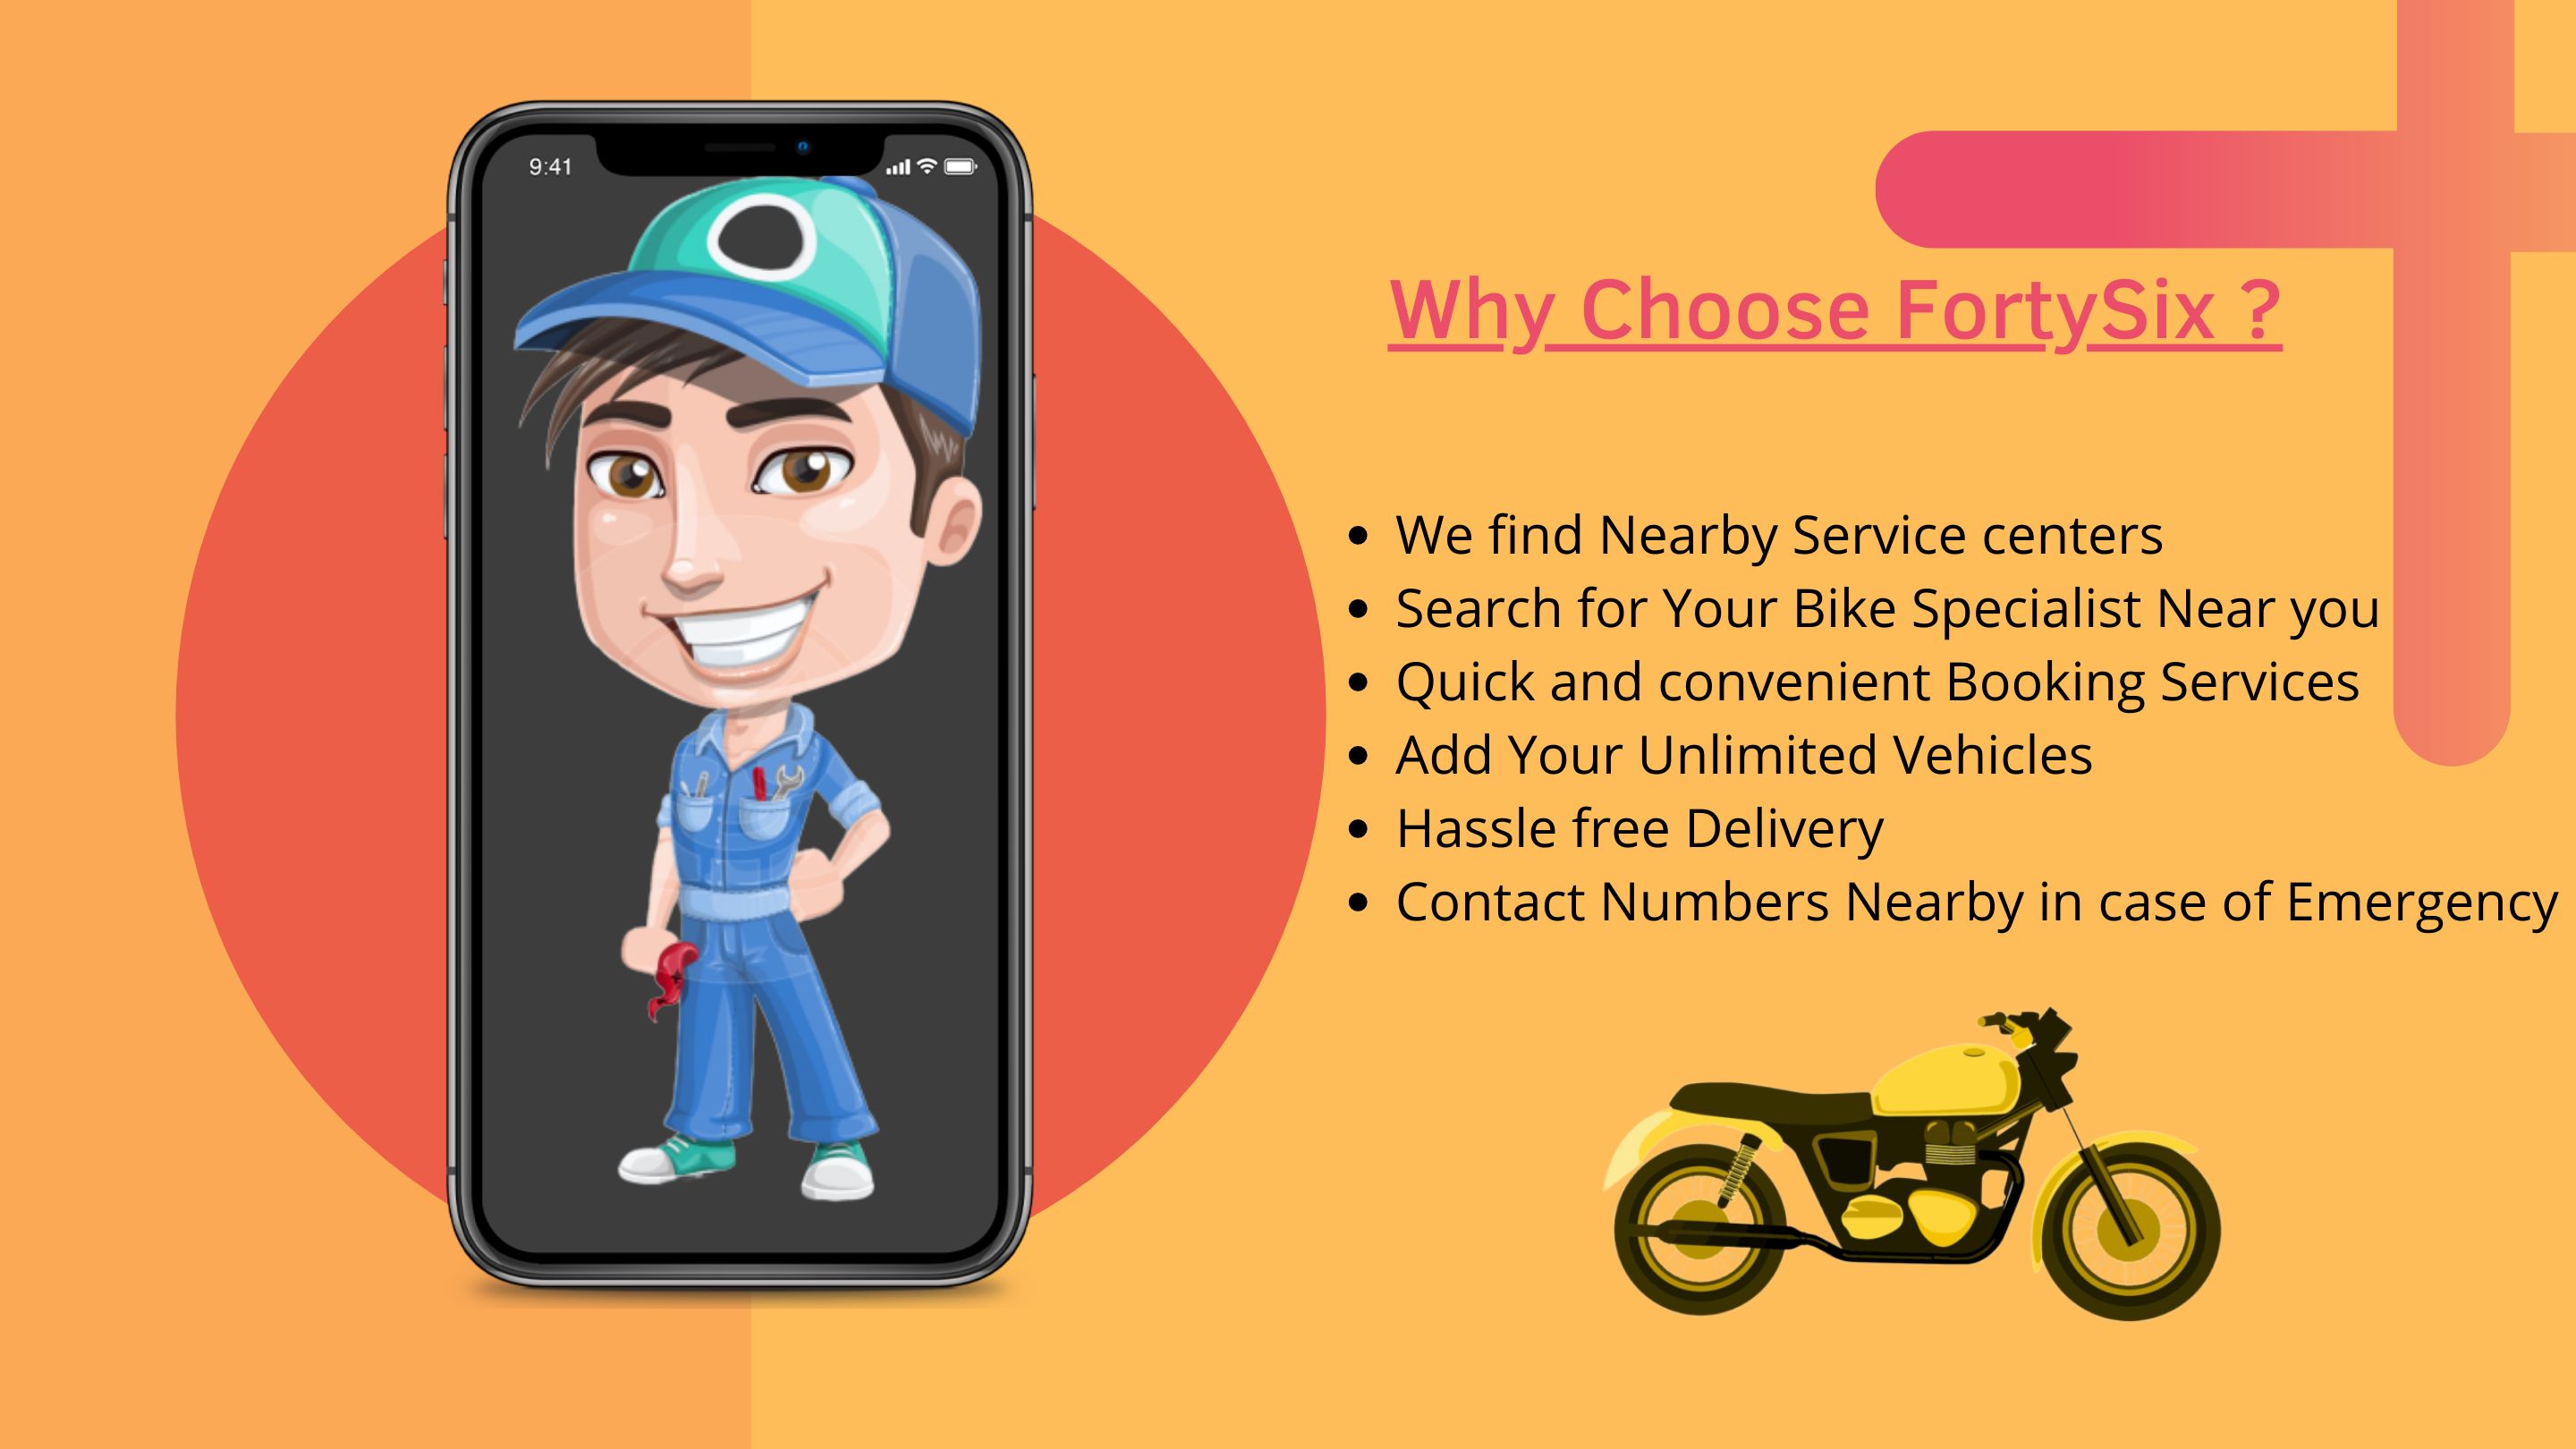 9:41
Why Choose FortySix ?
• We find Nearby Service centers
• Search for Your Bike Specialist Near you
• Quick and convenient Booking Services
• Add Your Unlimited Vehicles
• Hassle free Delivery
• Contact Numbers Nearby in case of Emergency